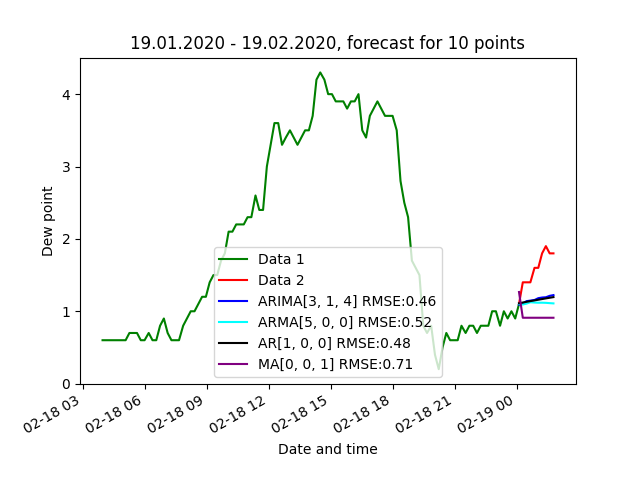 19.01.2020 - 19.02.2020, forecast for 10 points
Dew point
4
3
2
1
0
Data 1
Data 2
ARIMA[3, 1, 4] RMSE:0.46
ARMA[5, 0, 0] RMSE:0.52
AR[1, 0, 0] RMSE:0.48
MA[0, 0, 1] RMSE:0.71
02-18 03
02-18 06
02-18 09
02-18 12
02-18 15
02-18 18
02-18 21
02-19 00
Date and time